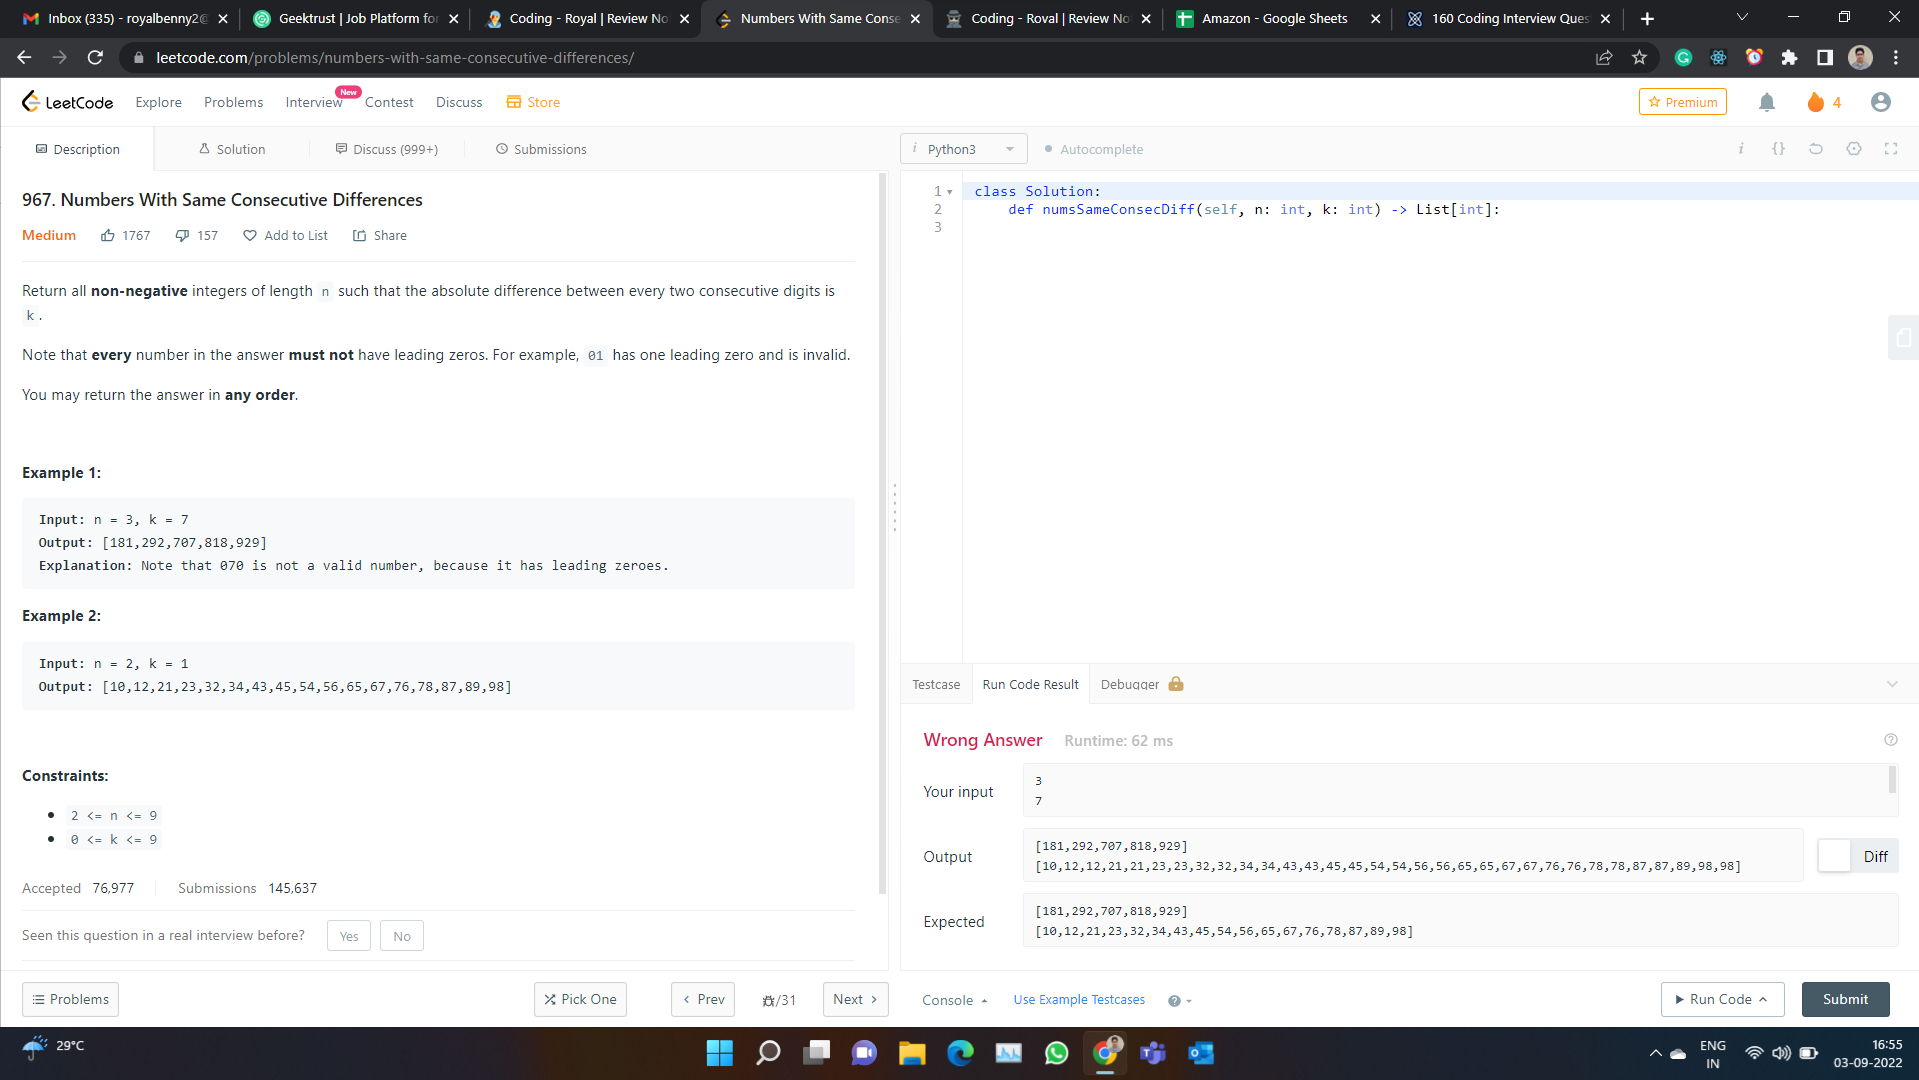 Inbox (335) - royalbenny2@
Geektrust | Job Platform for
Coding - Royal | Review No
Numbers With Same Conse
Coding - Royal | Review No
Amazon - Google Sheets
160 Coding Interview Ques
leetcode.com/problems/numbers-with-same-consecutive-differences/
LeetCode
Explore
Problems
Interview
New
Contest
Discuss
Store
Premium
4
Description
Solution
Discuss (999+)
Submissions
i Python3
Autocomplete
i {}
967. Numbers With Same Consecutive Differences
Medium
1767
157
Add to List
Share
Return all non-negative integers of length n such that the absolute difference between every two consecutive digits is
k .
Note that every number in the answer must not have leading zeros. For example, 01 has one leading zero and is invalid.
You may return the answer in any order.
Example 1:
Input: n = 3, k = 7
Output: [181,292,707,818,929]
Explanation: Note that 070 is not a valid number, because it has leading zeroes.
Example 2:
Input: n = 2, k = 1
Output: [10,12,21,23,32,34,43,45,54,56,65,67,76,78,87,89,98]
Constraints:
2 <= n <= 9
0 <= k <= 9
Accepted 76,977
Submissions 145,637
Seen this question in a real interview before?
Yes
No
Problems
Pick One
Prev
/31
Next
1 class Solution:
2 def numsSameConsecDiff(self, n: int, k: int) -> List[int]:
3
Testcase
Run Code Result
Debugger
Wrong Answer
Runtime: 62 ms
Your input
3
7
Output
[181,292,707,818,929]
[10,12,12,21,21,23,23,32,32,34,34,43,43,45,45,54,54,56,56,65,65,67,67,76,76,78,78,87,87,89,98,98]
Diff
Expected
[181,292,707,818,929]
[10,12,21,23,32,34,43,45,54,56,65,67,76,78,87,89,98]
Console
Use Example Testcases
Run Code
Submit
29°C
ENG
IN
16:55
03-09-2022